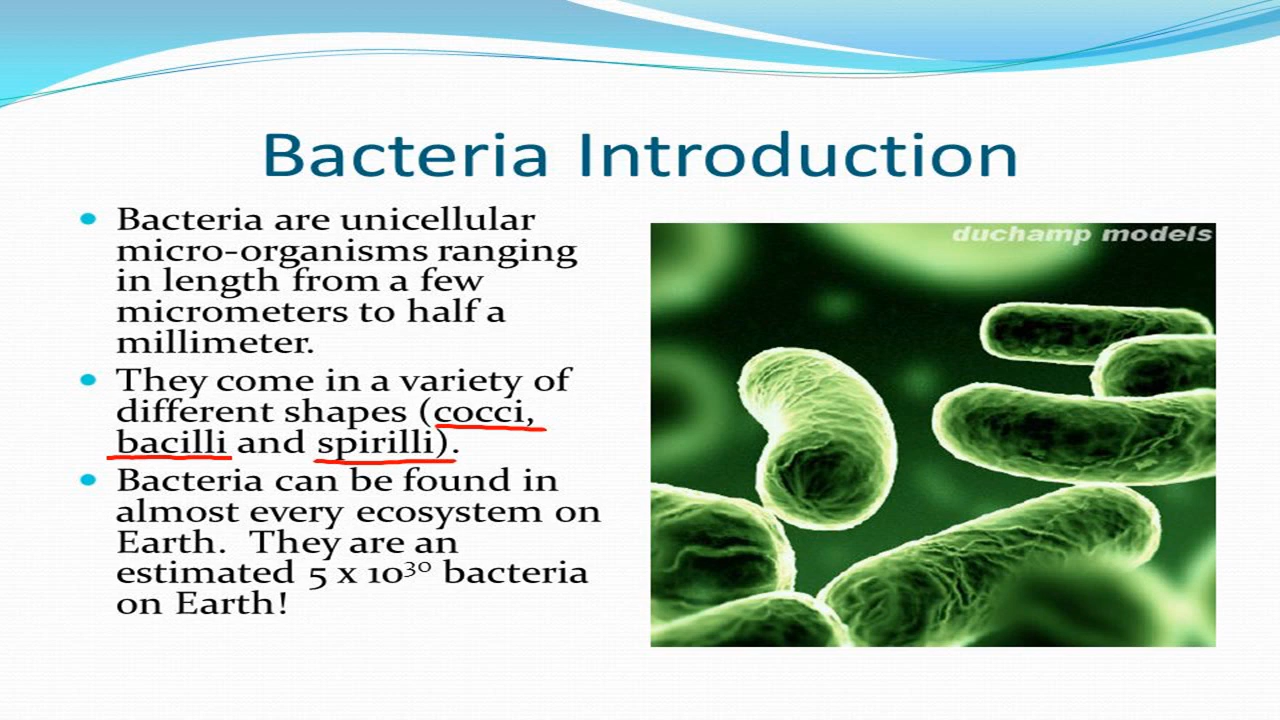 Bacteria Introduction
Bacteria are unicellular
micro-organisms ranging
in length from a few
micrometers to half a
millimeter.
They come in a variety of
different shapes (cocci,
bacilli and spirilli).
Bacteria can be found in
almost every ecosystem on
Earth. They are an
estimated 5 x 10³⁰ bacteria
on Earth!
duchamp models